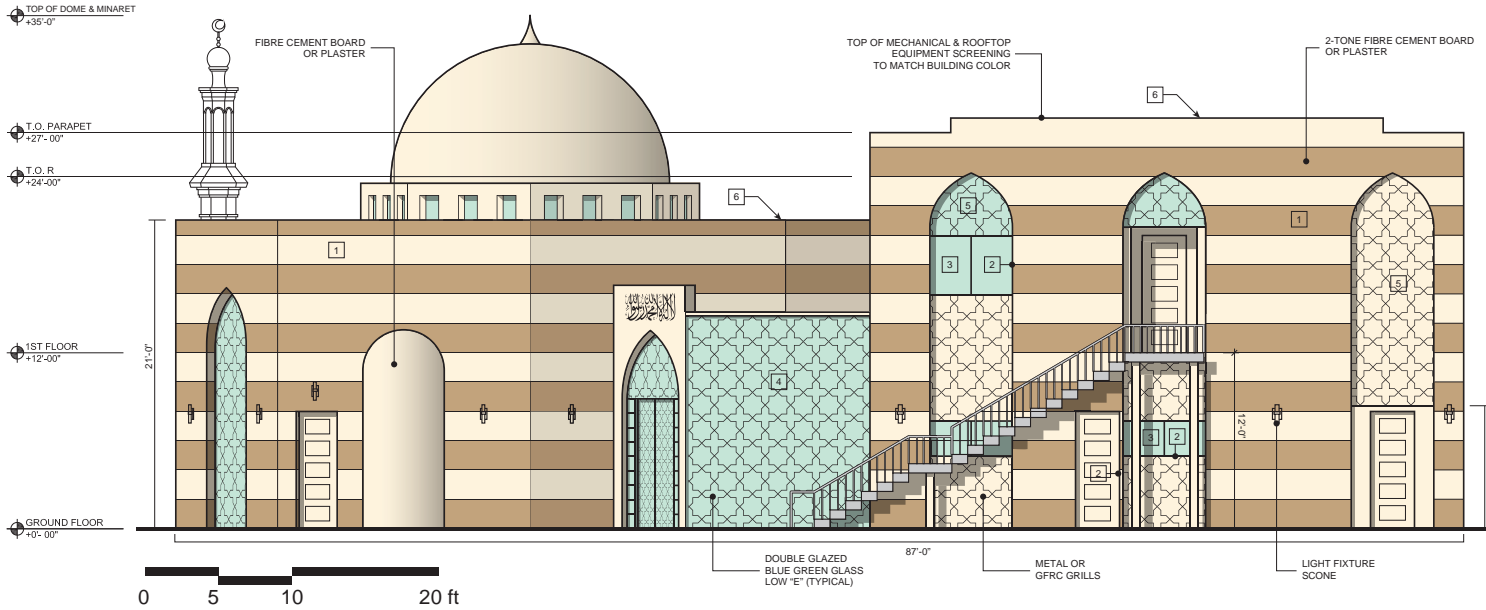 TOP OF DOME & MINARET
+35'-0"
FIBRE CEMENT BOARD
OR PLASTER
TOP OF MECHANICAL & ROOFTOP
EQUIPMENT SCREENING
TO MATCH BUILDING COLOR
2-TONE FIBRE CEMENT BOARD
OR PLASTER
6
T.O. PARAPET
+27'- 00"
T.O. R
+24'-00"
6
5
1
1
3
2
5
21'-0"
1ST FLOOR
+12'-00"
4
12'-0"
3
2
2
GROUND FLOOR
+0'- 00"
87'-0"
DOUBLE GLAZED
BLUE GREEN GLASS
LOW "E" (TYPICAL)
METAL OR
GFRC GRILLS
LIGHT FIXTURE
SCONE
0 5 10 20 ft